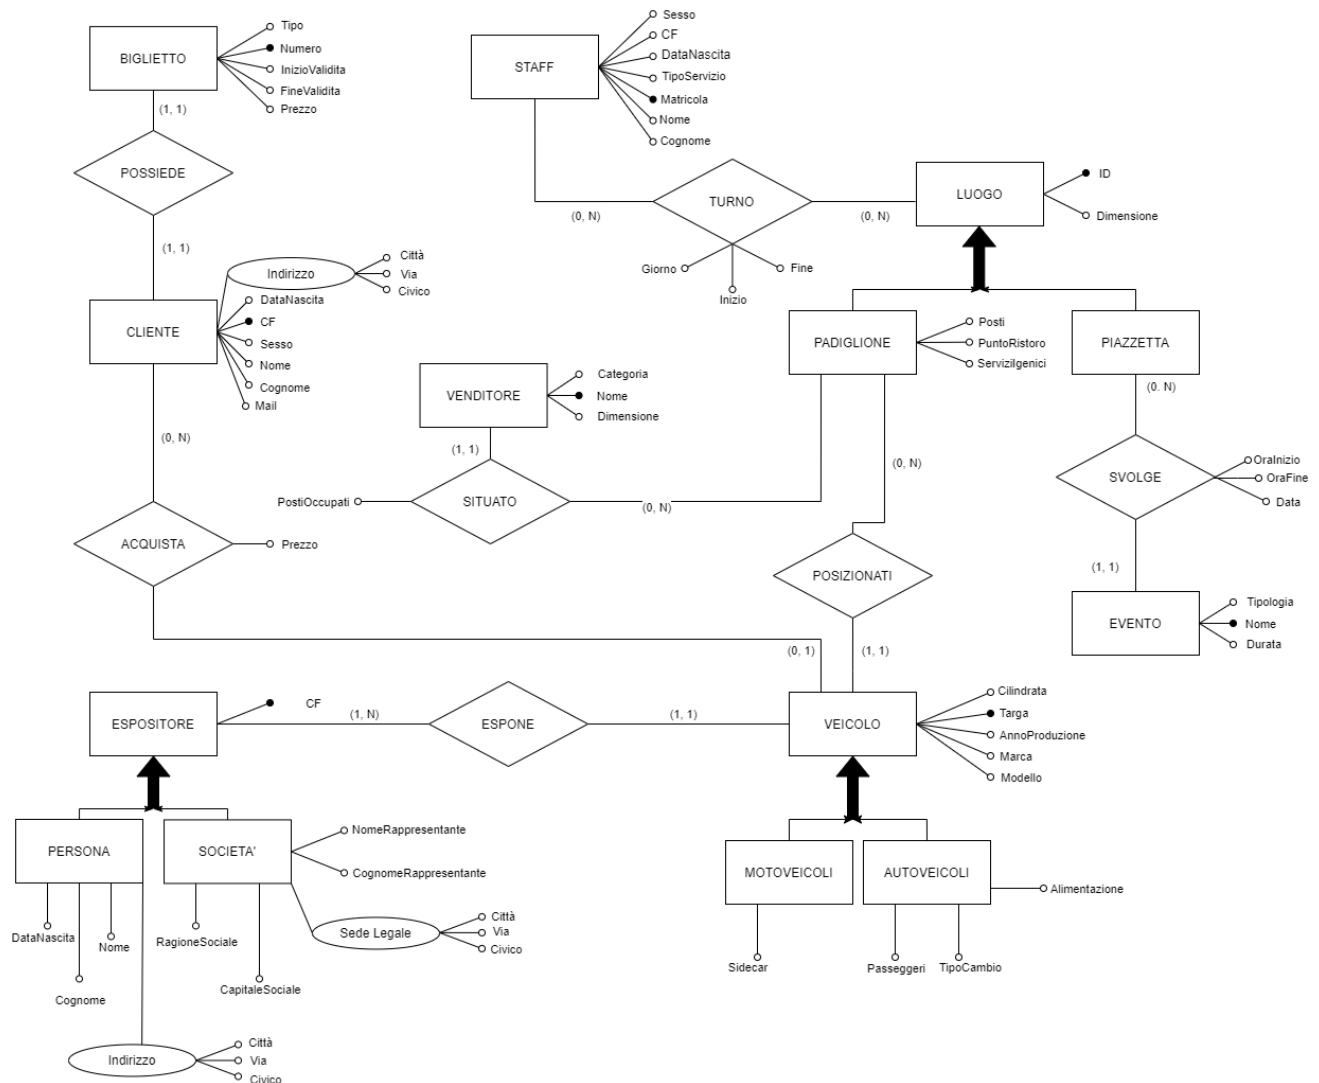 BIGLIETTO
Tipo
Numero
InizioValidita
FineValidita
Prezzo
(1, 1)
POSSIEDE
(1, 1)
STAFF
Sesso
CF
DataNascita
TipoServizio
Matricola
Nome
Cognome
(0, N)
TURNO
(0, N)
Giorno
Inizio
Fine
LUOGO
ID
Dimensione
CLIENTE
Indirizzo
Città
Via
Civico
DataNascita
CF
Sesso
Nome
Cognome
Mail
(0, N)
VENDITORE
Categoria
Nome
Dimensione
(1, 1)
PostiOccupati
SITUATO
(0, N)
PADIGLIONE
Posti
PuntoRistoro
ServiziIgenici
(0, N)
PIAZZETTA
(0. N)
SVOLGE
OraInizio
OraFine
Data
(1, 1)
EVENTO
Tipologia
Nome
Durata
ACQUISTA
Prezzo
POSIZIONATI
(0, 1)
(1, 1)
ESPOSITORE
CF
(1, N)
ESPONE
(1, 1)
VEICOLO
Cilindrata
Targa
AnnoProduzione
Marca
Modello
PERSONA
DataNascita
Cognome
Nome
Indirizzo
Città
Via
Civico
SOCIETA'
NomeRappresentante
CognomeRappresentante
RagioneSociale
CapitaleSociale
Sede Legale
Città
Via
Civico
MOTOVEICOLI
Sidecar
AUTOVEICOLI
Alimentazione
Passeggeri
TipoCambio